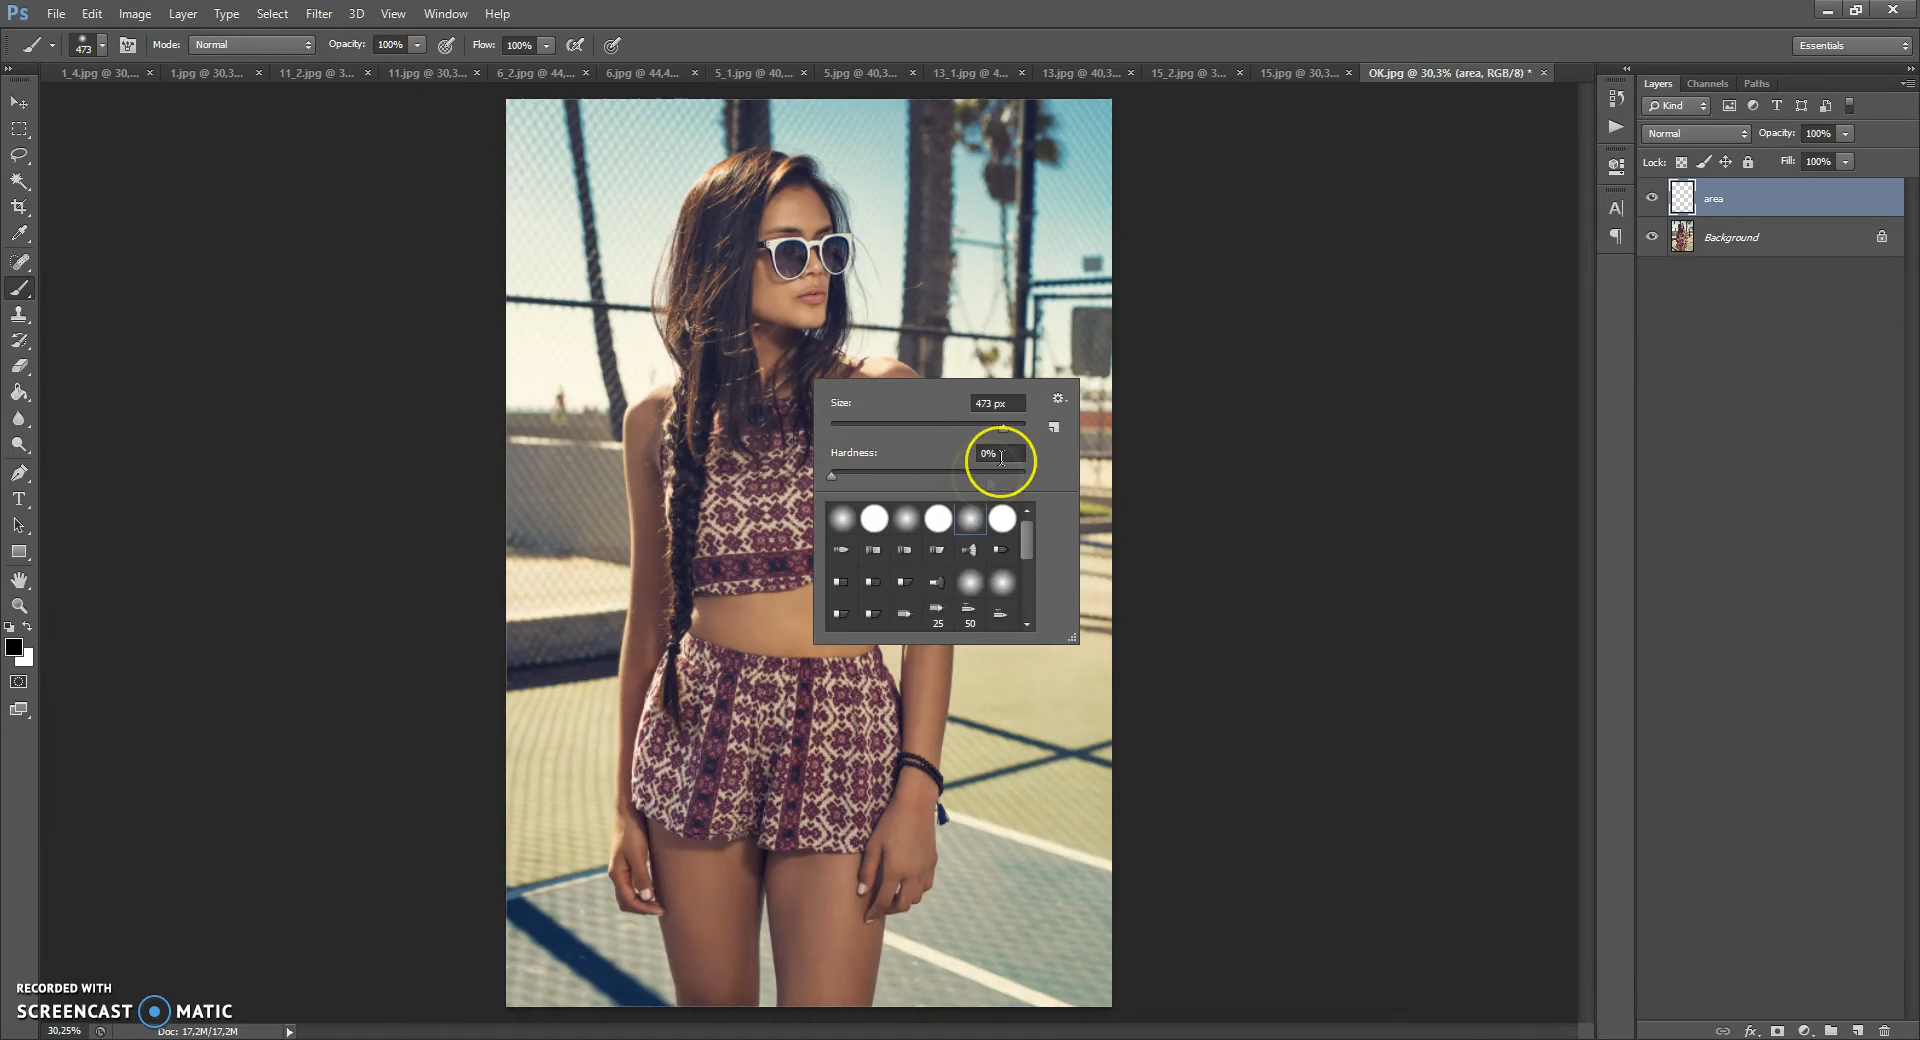 Ps File Edit Image Layer Type Select Filter 3D View Window Help
473 Mode: Normal Opacity: 100% Flow: 100% Essentials
1_4.jpg @ 30,... 1.jpg @ 30,3... 11_2.jpg @ 3... 11.jpg @ 30,3... 6_2.jpg @ 44,... 6.jpg @ 44,4... 5_1.jpg @ 40,... 5.jpg @ 40,3... 13_1.jpg @ 4... 13.jpg @ 40,3... 15_2.jpg @ 3... 15.jpg @ 30,3... OK.jpg @ 30,3% (area, RGB/8) *
Layers Channels Paths
Kind
Normal Opacity: 100%
Lock: Fill: 100%
area
Background
Size: 473 px
Hardness: 0%
25 50
RECORDED WITH
SCREENCAST MATIC
30,25% Doc: 17,2M/17,2M